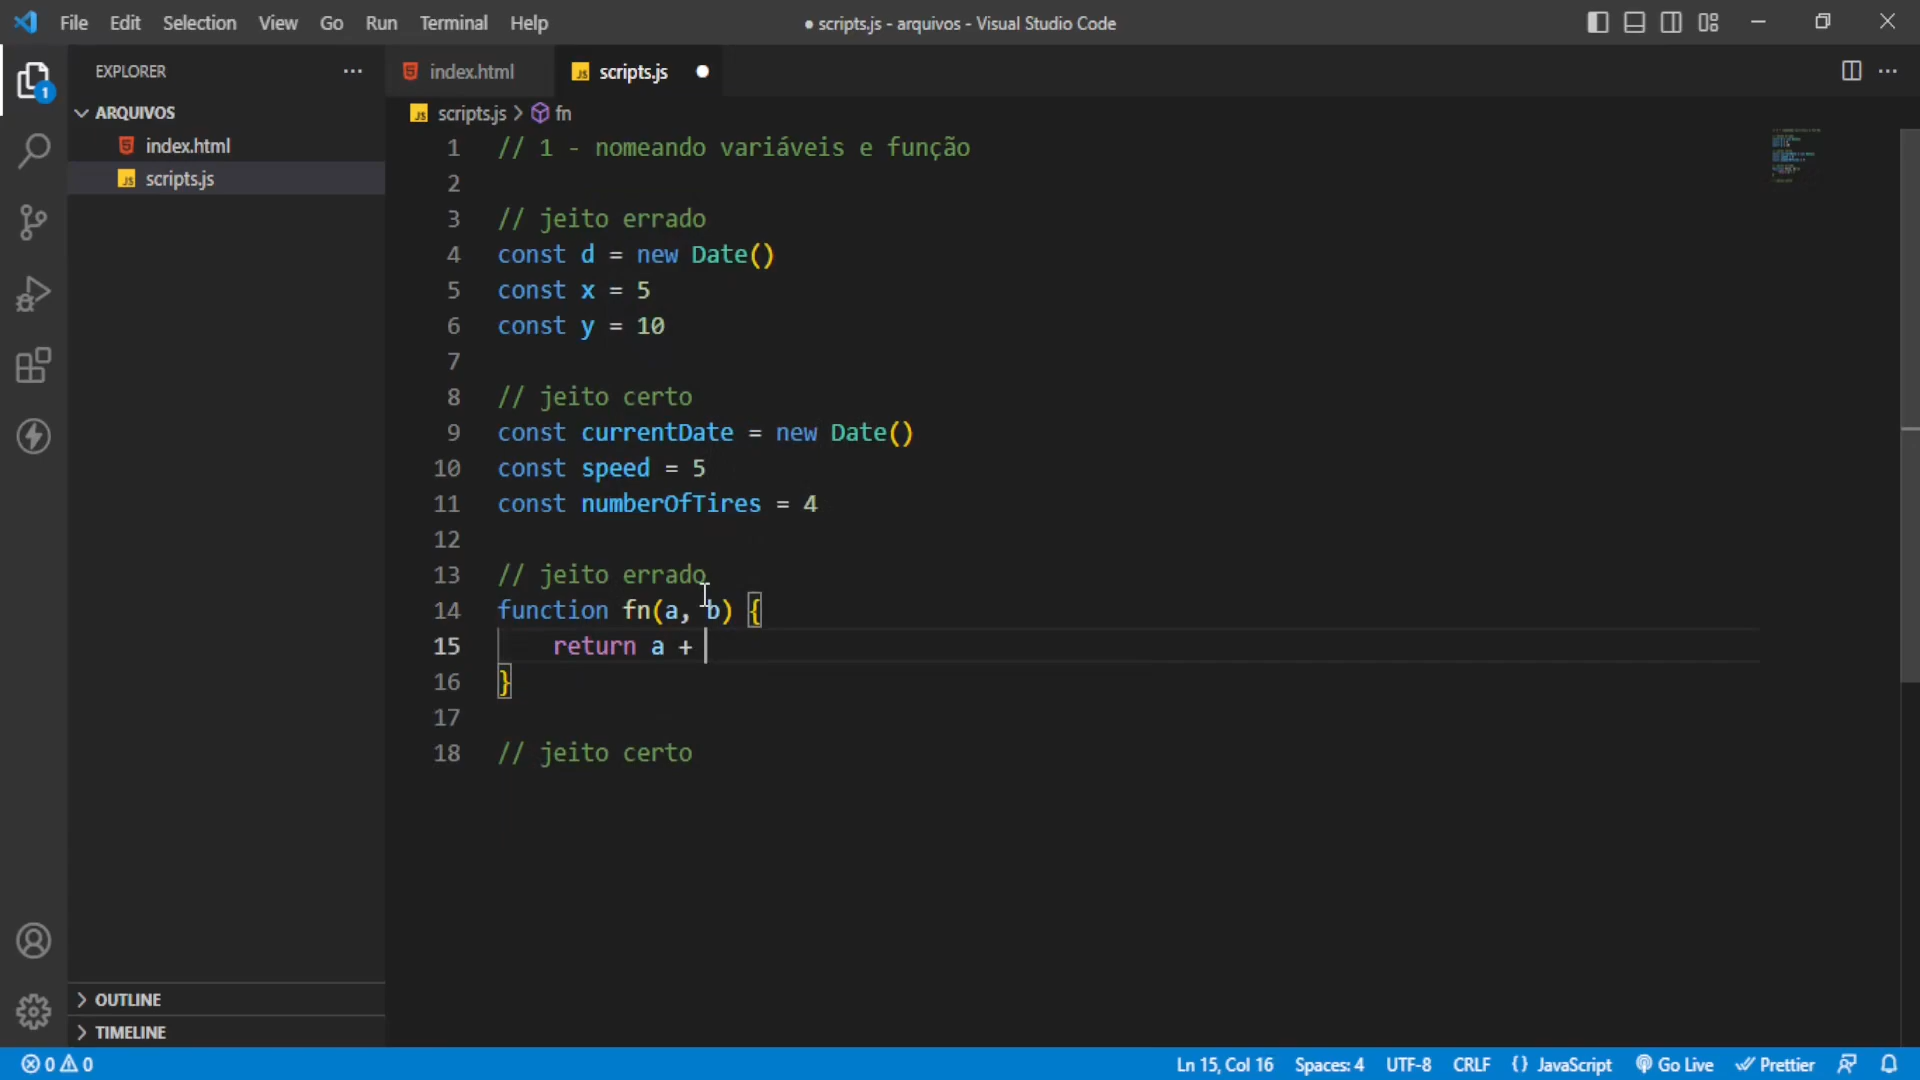 File Edit Selection View Go Run Terminal Help
● scripts.js - arquivos - Visual Studio Code
EXPLORER
1
ARQUIVOS
index.html
scripts.js
OUTLINE
TIMELINE
index.html
JS scripts.js ●
JS scripts.js > fn
1 // 1 - nomeando variáveis e função
2
3 // jeito errado
4 const d = new Date()
5 const x = 5
6 const y = 10
7
8 // jeito certo
9 const currentDate = new Date()
10 const speed = 5
11 const numberOfTires = 4
12
13 // jeito errado
14 function fn(a, b) {
15 return a +
16 }
17
18 // jeito certo
0 0
Ln 15, Col 16 Spaces: 4 UTF-8 CRLF {} JavaScript Go Live Prettier